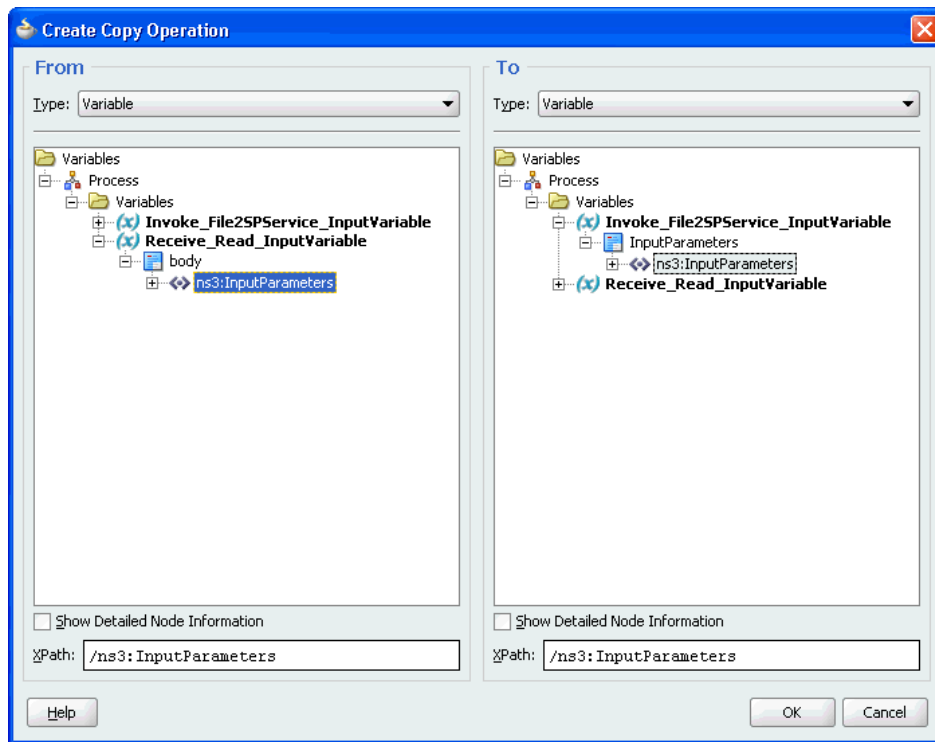 Create Copy Operation
From
Type: Variable
Variables
Process
Variables
Invoke_File2SPService_InputVariable
Receive_Read_InputVariable
body
ns3:InputParameters
Show Detailed Node Information
XPath: /ns3:InputParameters
To
Type: Variable
Variables
Process
Variables
Invoke_File2SPService_InputVariable
InputParameters
ns3:InputParameters
Receive_Read_InputVariable
Show Detailed Node Information
XPath: /ns3:InputParameters
Help
OK
Cancel